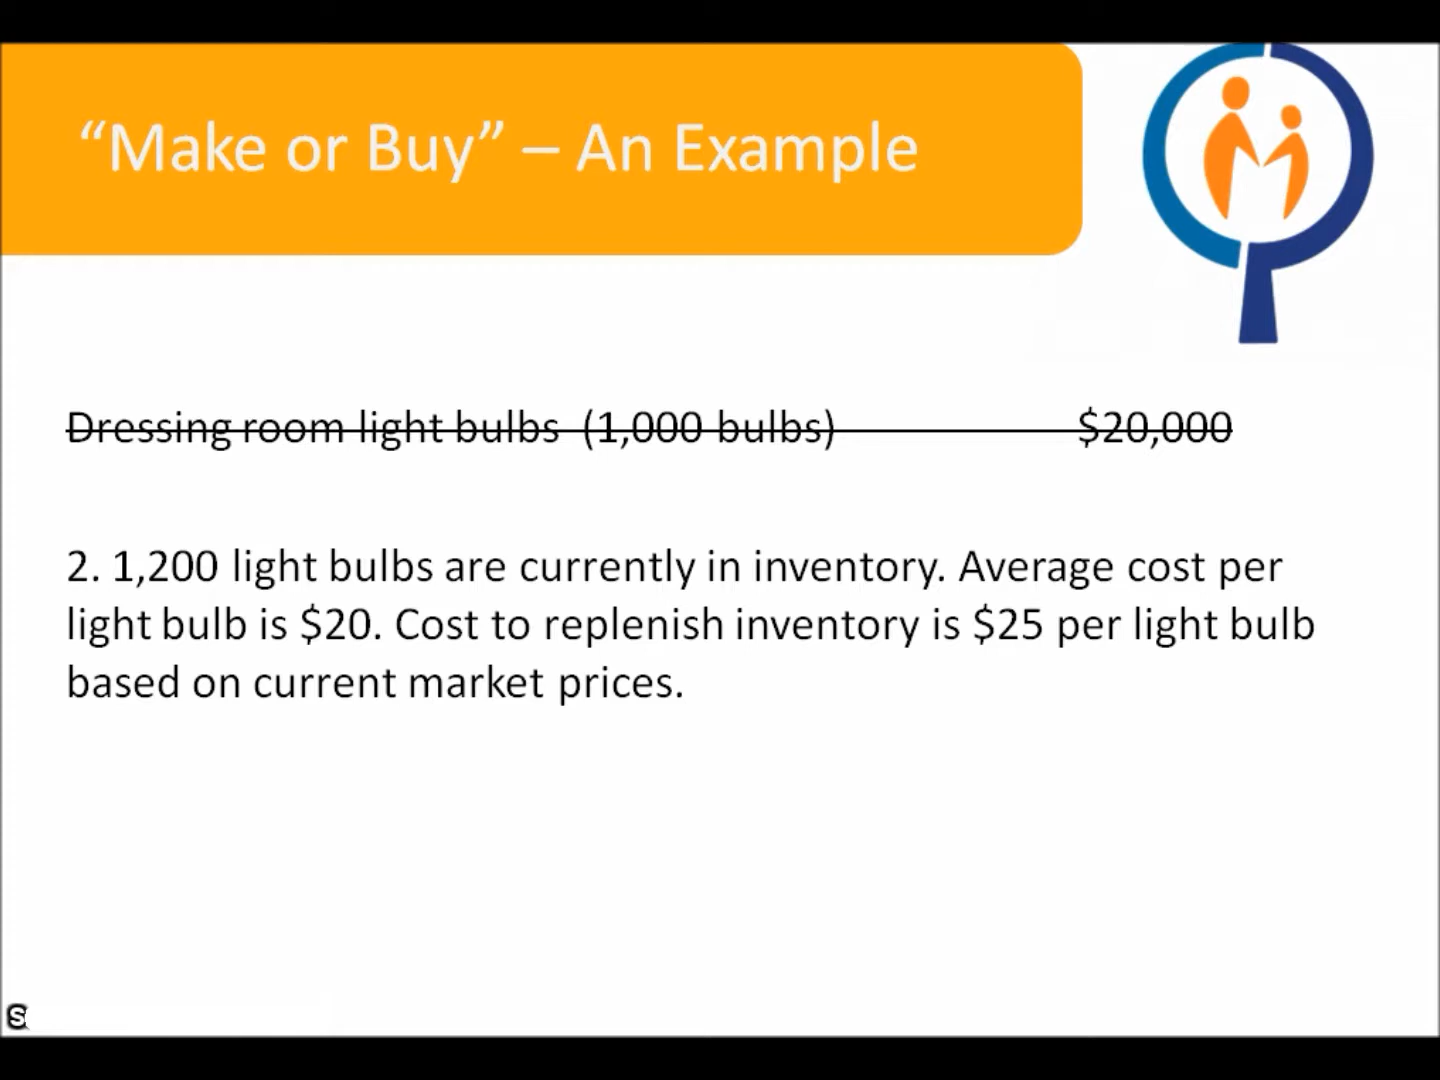 “Make or Buy” – An Example
Dressing room light bulbs (1,000 bulbs) $20,000
2. 1,200 light bulbs are currently in inventory. Average cost per
light bulb is $20. Cost to replenish inventory is $25 per light bulb
based on current market prices.
S